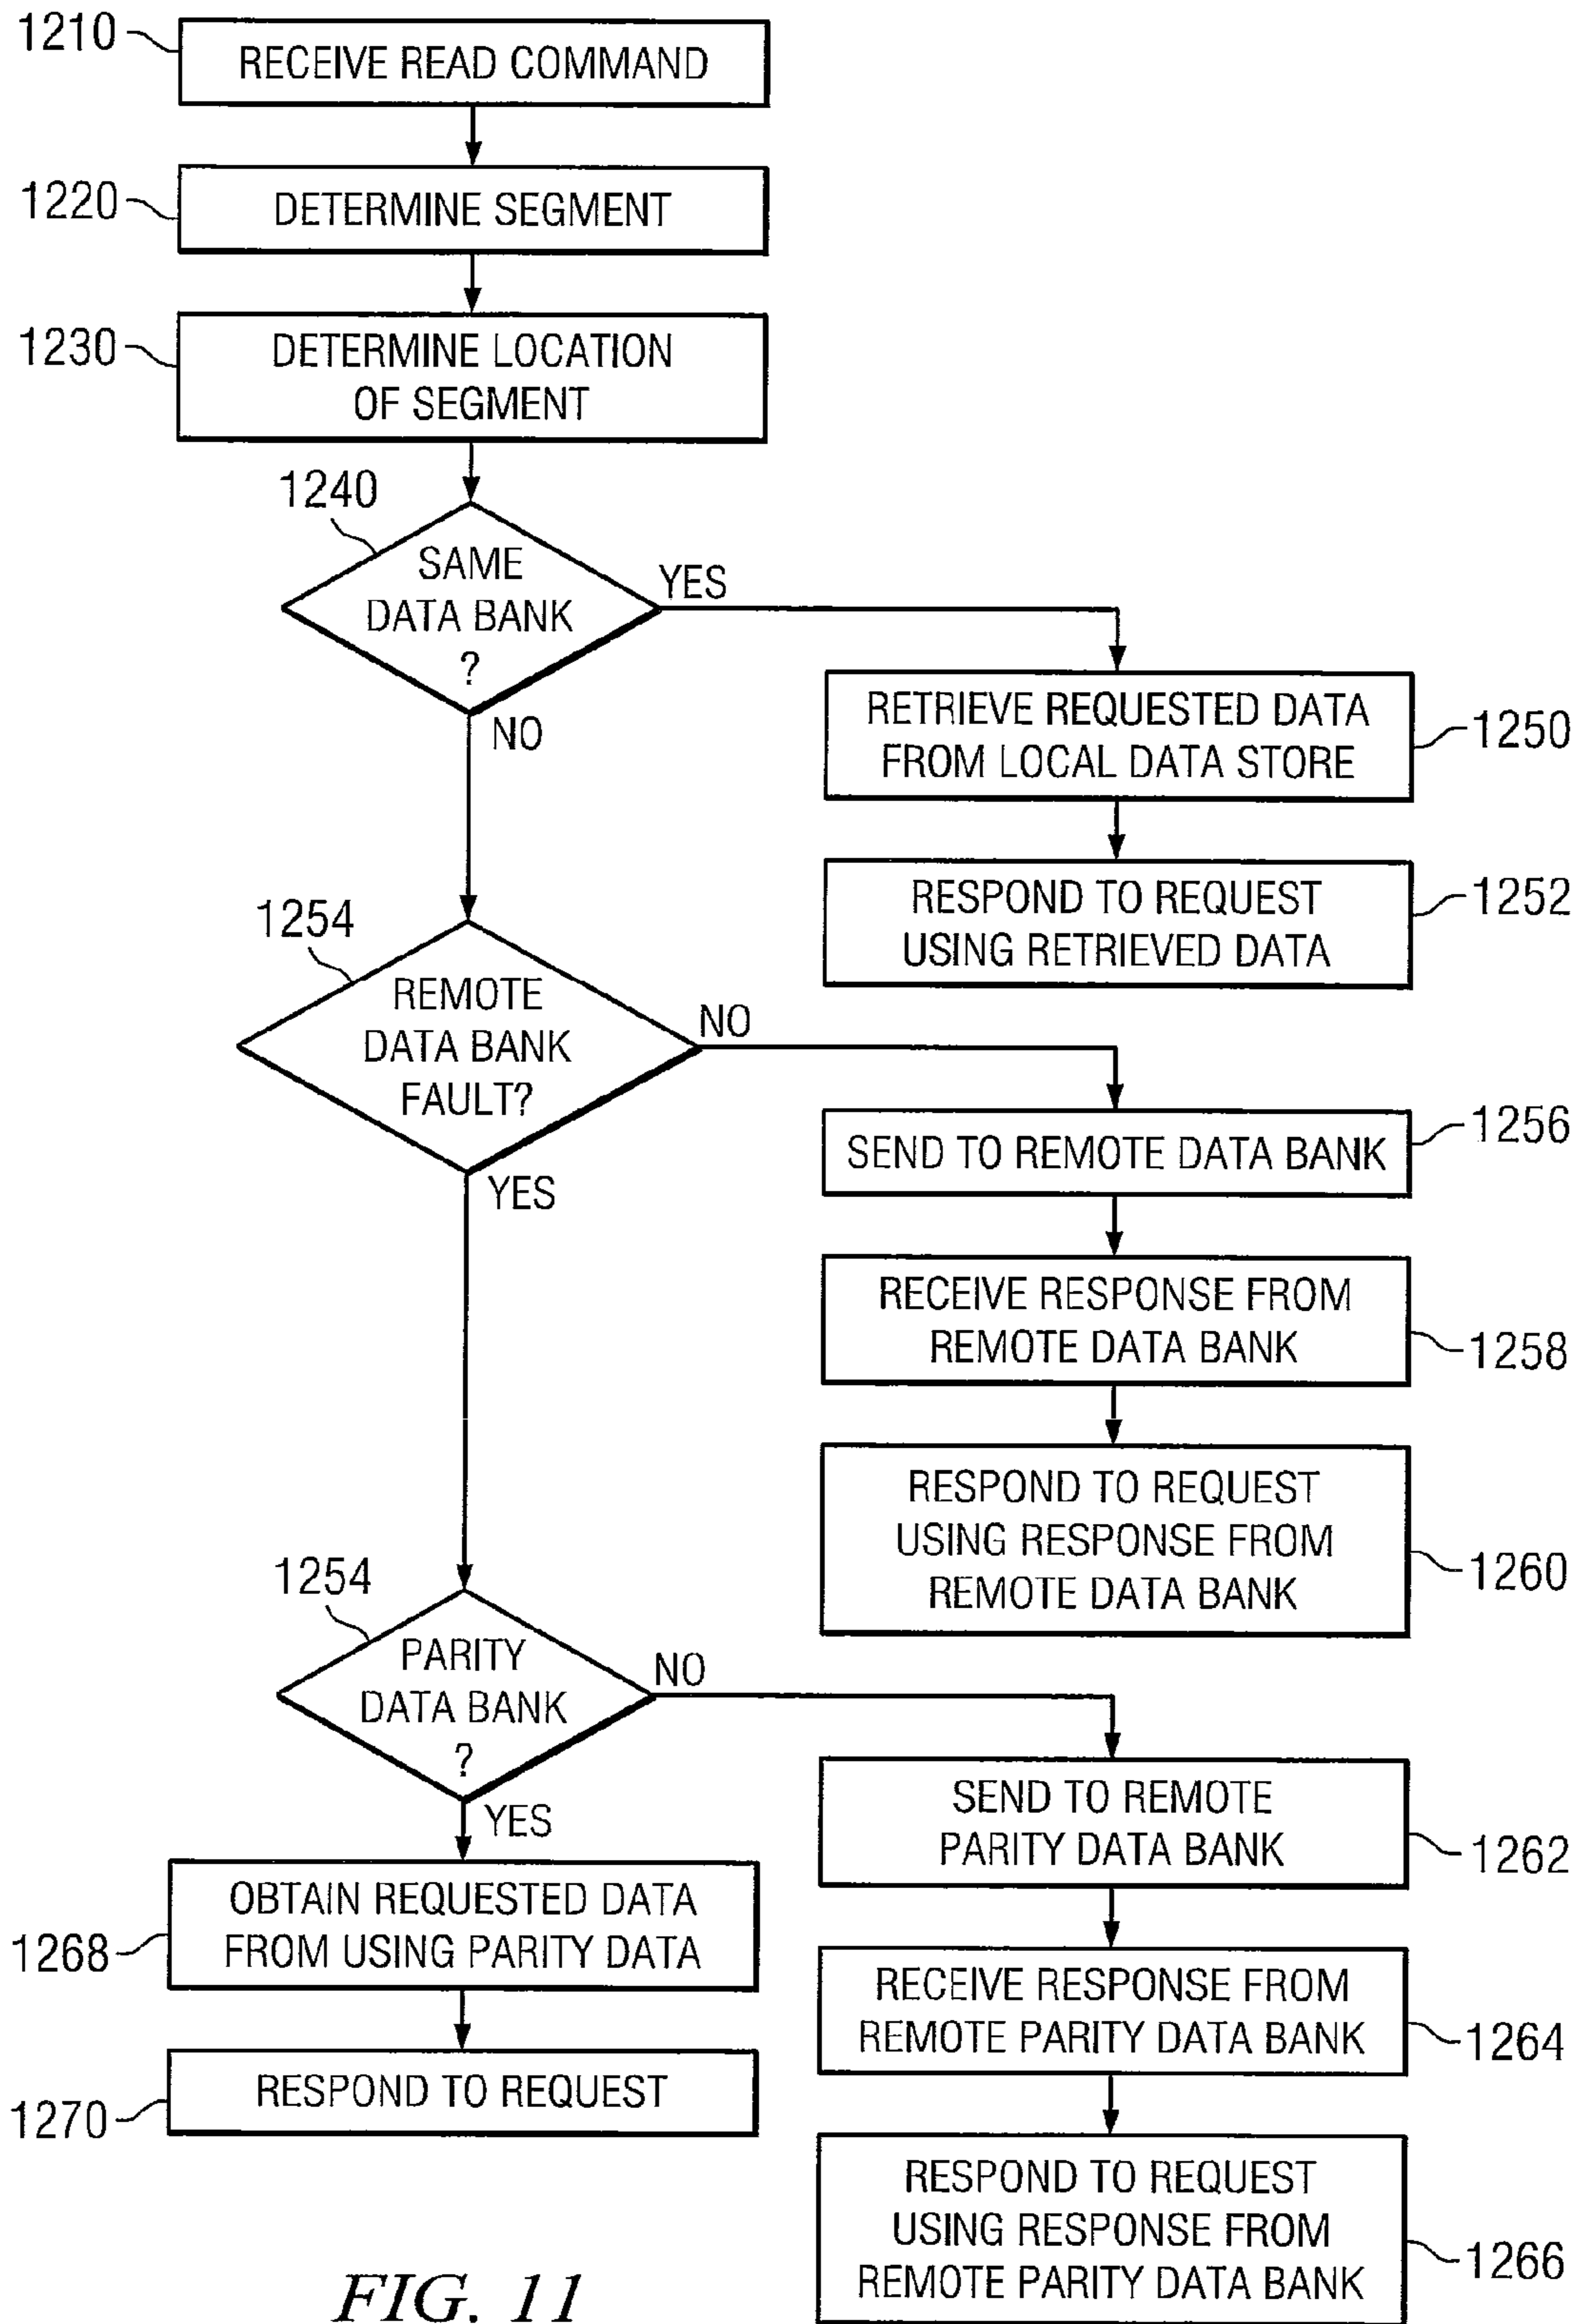 1210
RECEIVE READ COMMAND
1220
DETERMINE SEGMENT
1230
DETERMINE LOCATION
OF SEGMENT
1240
SAME
DATA BANK
?
YES
NO
RETRIEVE REQUESTED DATA
FROM LOCAL DATA STORE
1250
RESPOND TO REQUEST
USING RETRIEVED DATA
1252
1254
REMOTE
DATA BANK
FAULT?
NO
YES
SEND TO REMOTE DATA BANK
1256
RECEIVE RESPONSE FROM
REMOTE DATA BANK
1258
RESPOND TO REQUEST
USING RESPONSE FROM
REMOTE DATA BANK
1260
1254
PARITY
DATA BANK
?
NO
YES
SEND TO REMOTE
PARITY DATA BANK
1262
OBTAIN REQUESTED DATA
FROM USING PARITY DATA
1268
RECEIVE RESPONSE FROM
REMOTE PARITY DATA BANK
1264
RESPOND TO REQUEST
1270
RESPOND TO REQUEST
USING RESPONSE FROM
REMOTE PARITY DATA BANK
1266
FIG. 11